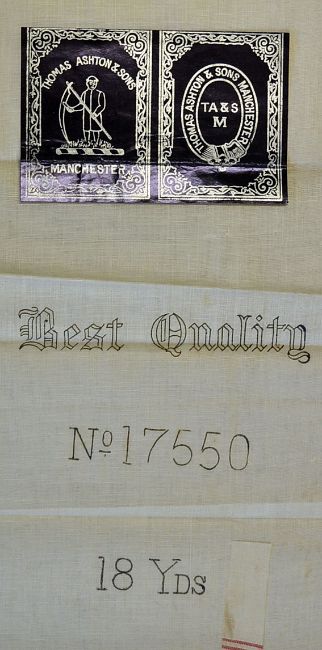 THOMAS ASHTON & SONS
MANCHESTER
THOMAS ASHTON & SONS MANCHESTER
TA&S
M
Best Quality
No 17550
18 YDS